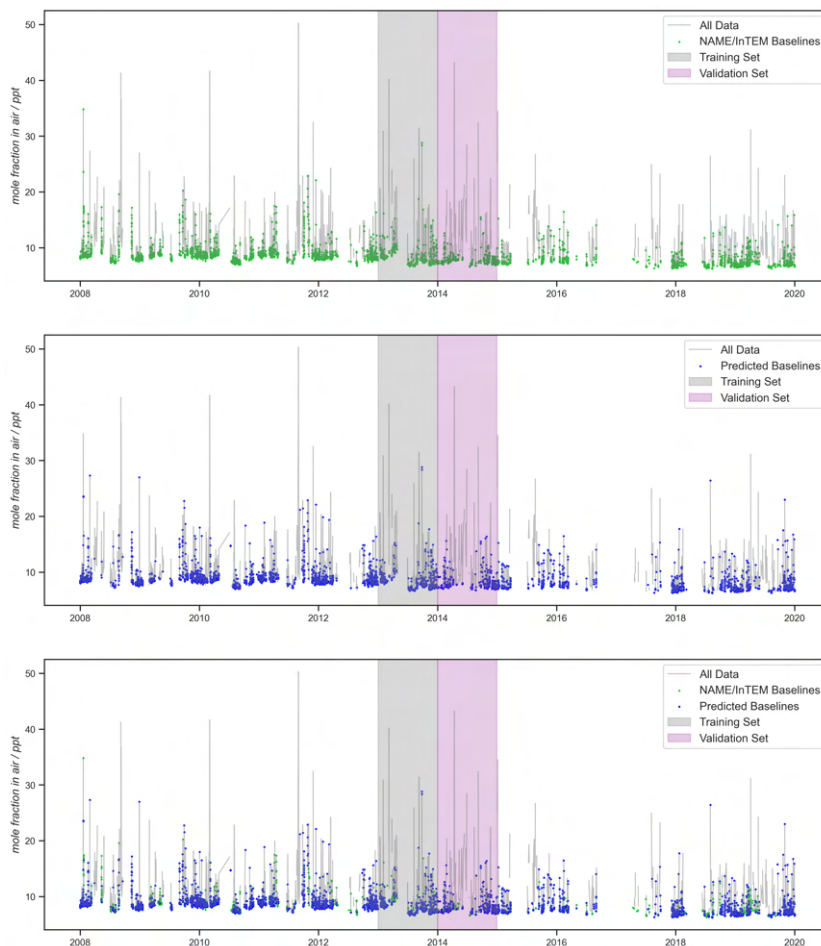 mole fraction in air / ppt
50
40
30
20
10
2008
2010
2012
2014
2016
2018
2020
All Data
NAME/InTEM Baselines
Training Set
Validation Set
mole fraction in air / ppt
50
40
30
20
10
2008
2010
2012
2014
2016
2018
2020
All Data
Predicted Baselines
Training Set
Validation Set
mole fraction in air / ppt
50
40
30
20
10
2008
2010
2012
2014
2016
2018
2020
All Data
NAME/InTEM Baselines
Predicted Baselines
Training Set
Validation Set